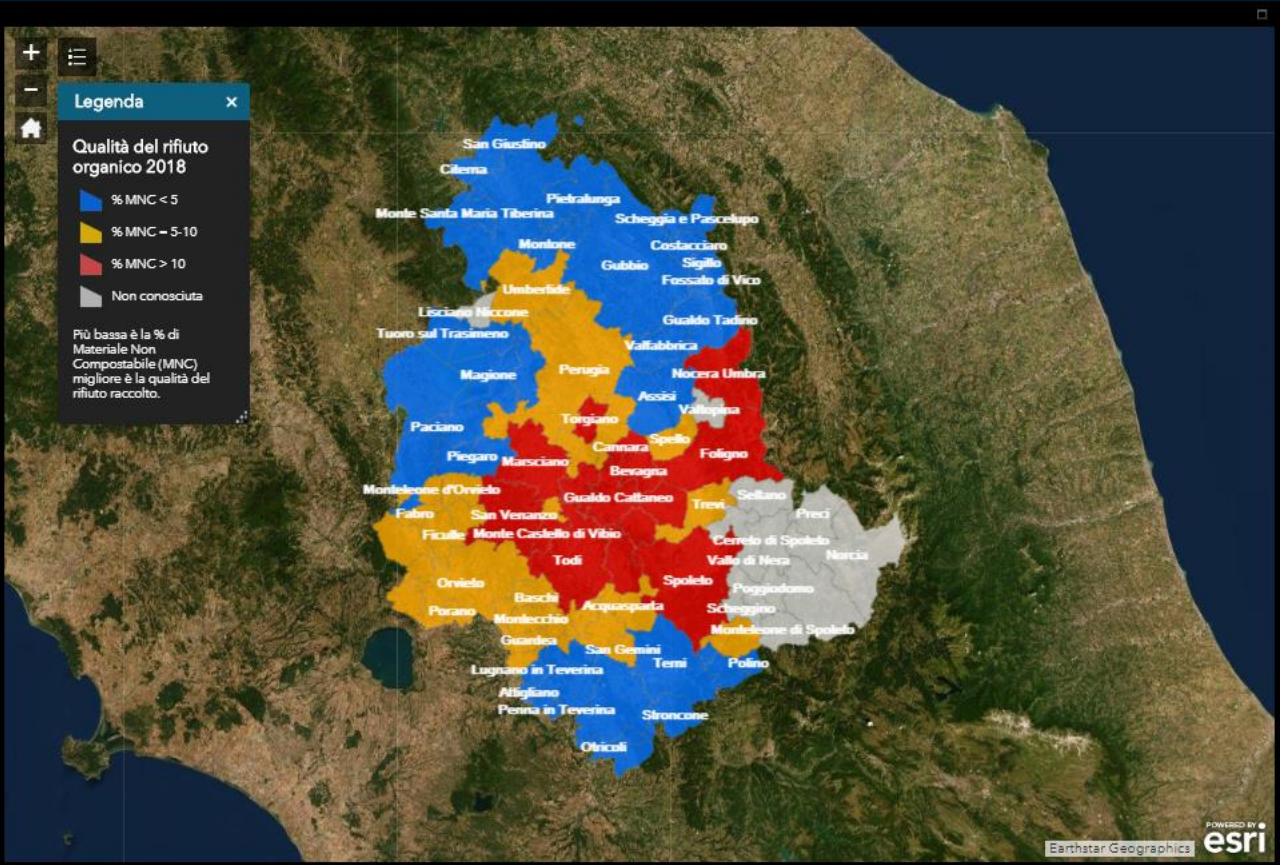 +
Legenda ×
−
Qualità del rifiuto
organico 2018
% MNC < 5
% MNC = 5-10
% MNC > 10
Non conosciuta
Più bassa è la % di
Materiale Non
Compostabile (MNC)
migliore è la qualità del
rifiuto raccolto.
San Giustino
Citerna
Pietralunga
Monte Santa Maria Tiberina
Scheggia e Pascelupo
Montone
Costacciaro
Gubbio
Sigillo
Fossato di Vico
Umbertide
Lisciano Niccone
Gualdo Tadino
Tuoro sul Trasimeno
Valfabbrica
Perugia
Nocera Umbra
Magione
Assisi
Valtopina
Torgiano
Paciano
Spello
Cannara
Foligno
Piegaro
Marsciano
Bevagna
Monteleone d'Orvieto
Gualdo Cattaneo
Sellano
Trevi
Fabro
San Venanzo
Preci
Ficulle
Monte Castello di Vibio
Cerreto di Spoleto
Norcia
Todi
Vallo di Nera
Orvieto
Spoleto
Poggiodomo
Baschi
Acquasparta
Scheggino
Porano
Montecchio
Monteleone di Spoleto
Guardea
San Gemini
Terni
Polino
Lugnano in Teverina
Attigliano
Penna in Teverina
Stroncone
Otricoli
POWERED BY
esri
Earthstar Geographics